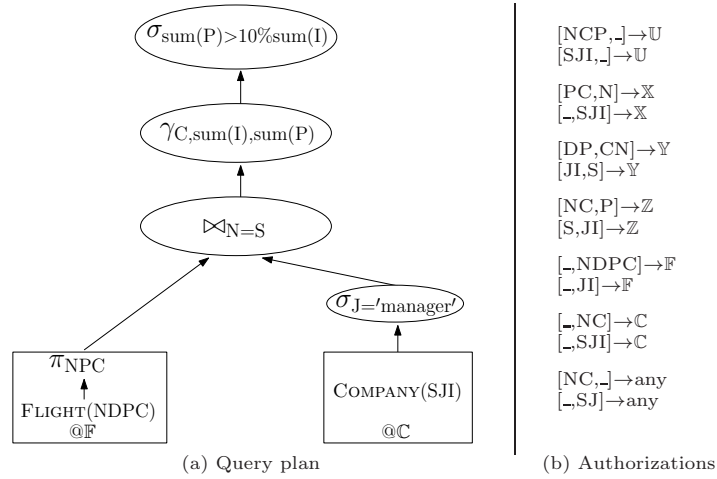 σsum(P)>10%sum(I)
γC,sum(I),sum(P)
⋈N=S
σJ='manager'
πNPC
FLIGHT(NDPC)
@𝔽
COMPANY(SJI)
@ℂ
(a) Query plan
[NCP,_]→𝕌
[SJI,_]→𝕌
[PC,N]→𝕏
[_,SJI]→𝕏
[DP,CN]→𝕐
[JI,S]→𝕐
[NC,P]→ℤ
[S,JI]→ℤ
[_,NDPC]→𝔽
[_,JI]→𝔽
[_,NC]→ℂ
[_,SJI]→ℂ
[NC,_]→any
[_,SJ]→any
(b) Authorizations